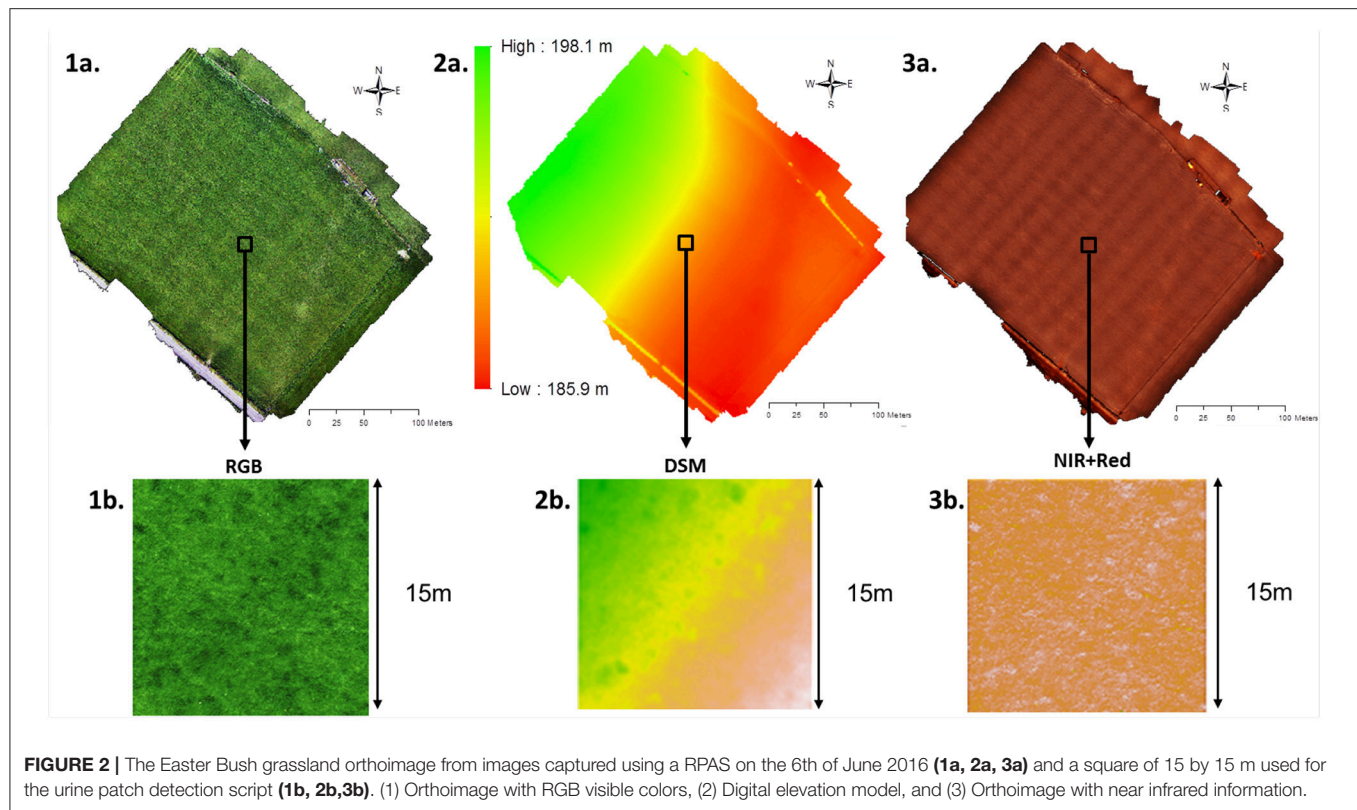 1a.
N
W E
S
0 25 50 100 Meters
2a.
High : 198.1 m
Low : 185.9 m
N
W E
S
0 25 50 100 Meters
3a.
N
W E
S
0 25 50 100 Meters
RGB
DSM
NIR+Red
1b.
15m
2b.
15m
3b.
15m
FIGURE 2 | The Easter Bush grassland orthoimage from images captured using a RPAS on the 6th of June 2016 (1a, 2a, 3a) and a square of 15 by 15 m used for
the urine patch detection script (1b, 2b,3b). (1) Orthoimage with RGB visible colors, (2) Digital elevation model, and (3) Orthoimage with near infrared information.